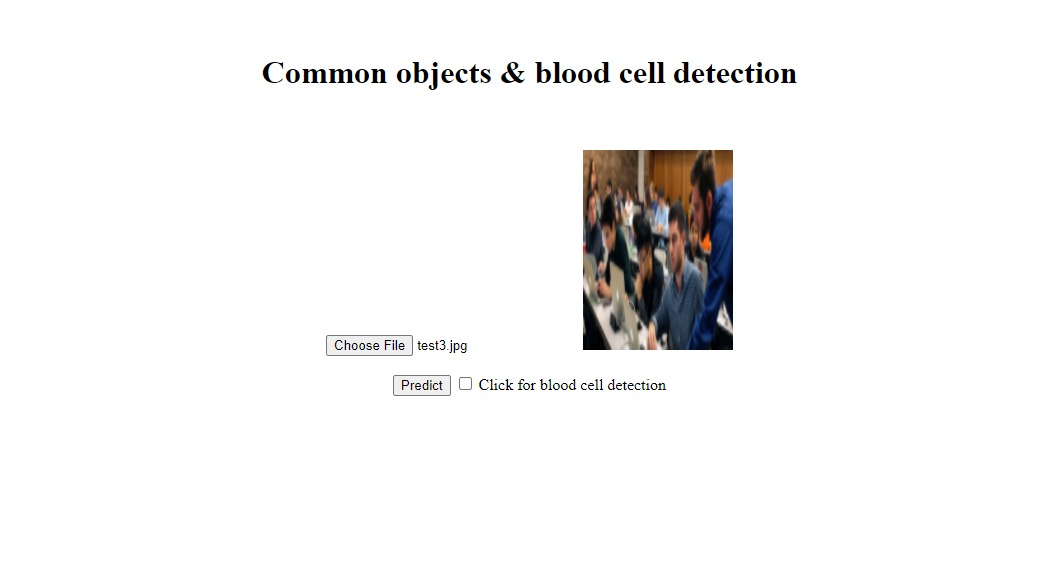 Common objects & blood cell detection
Choose File test3.jpg
Predict Click for blood cell detection